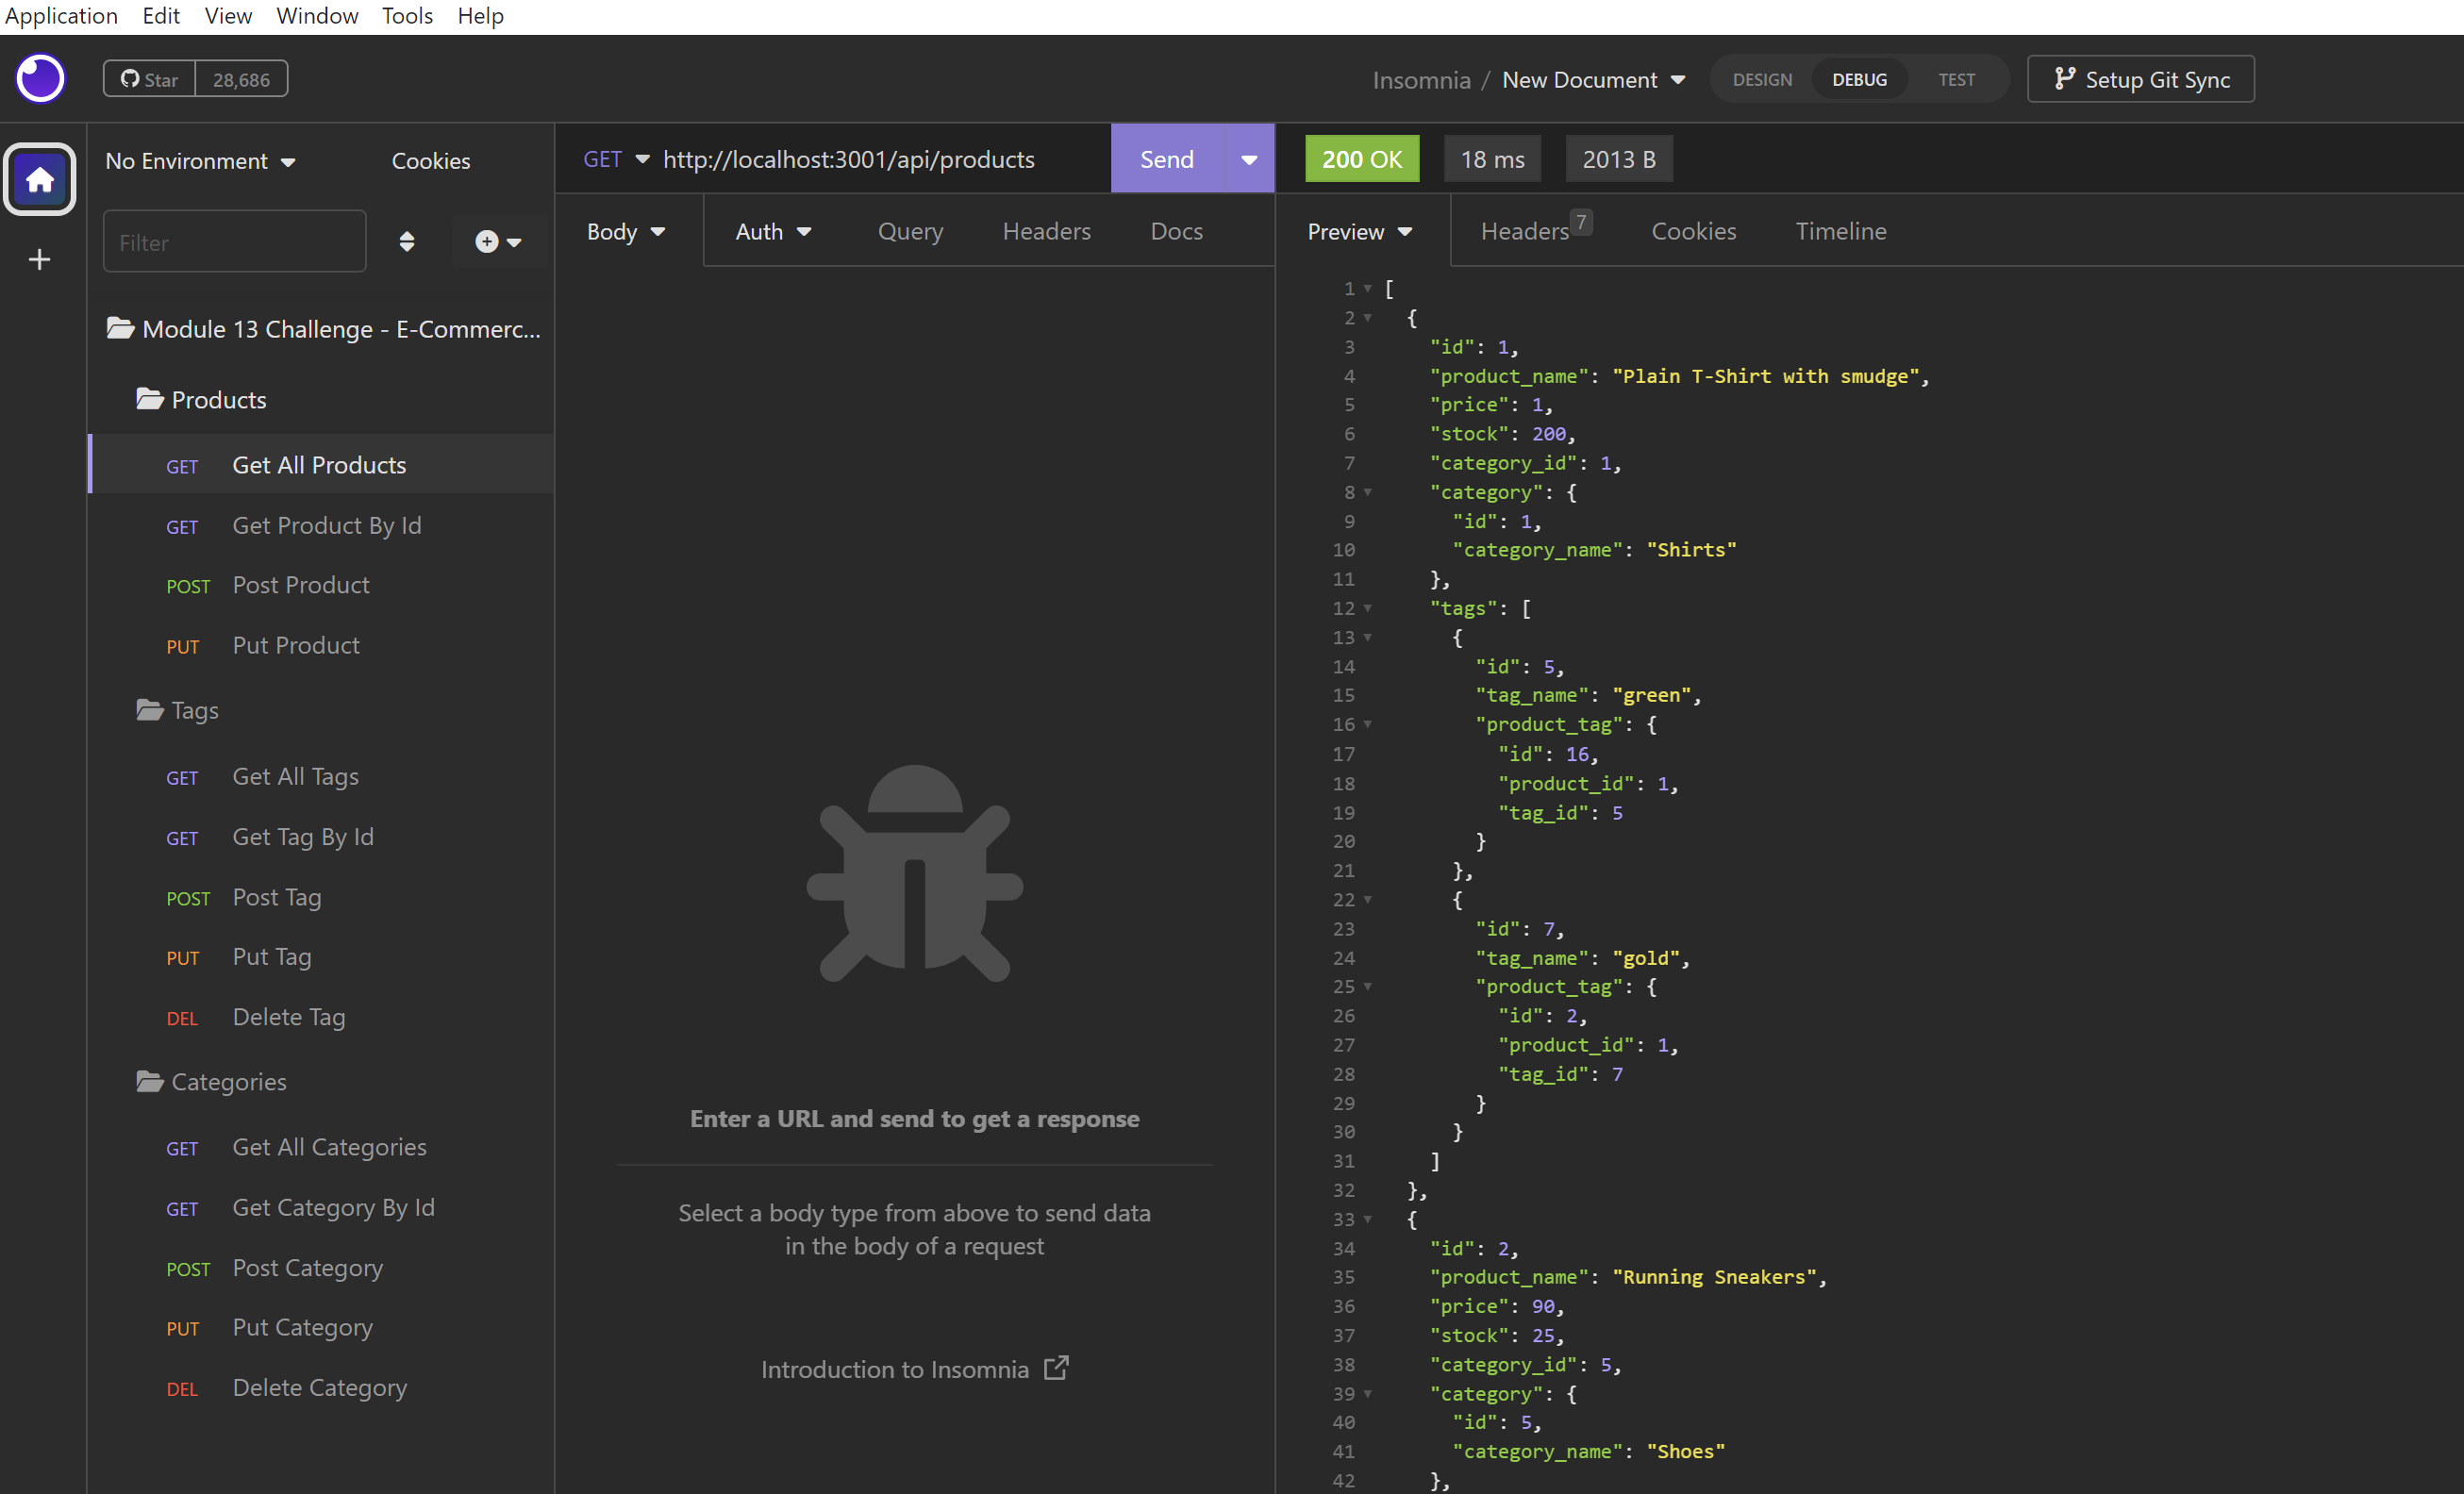 Application Edit View Window Tools Help
Star 28,686
Insomnia / New Document DESIGN DEBUG TEST Setup Git Sync
No Environment Cookies
Filter
Module 13 Challenge - E-Commerc...
Products
GET Get All Products
GET Get Product By Id
POST Post Product
PUT Put Product
Tags
GET Get All Tags
GET Get Tag By Id
POST Post Tag
PUT Put Tag
DEL Delete Tag
Categories
GET Get All Categories
GET Get Category By Id
POST Post Category
PUT Put Category
DEL Delete Category
GET http://localhost:3001/api/products Send
Body Auth Query Headers Docs
Enter a URL and send to get a response
Select a body type from above to send data
in the body of a request
Introduction to Insomnia
200 OK 18 ms 2013 B
Preview Headers 7 Cookies Timeline
1 [
2 {
3 "id": 1,
4 "product_name": "Plain T-Shirt with smudge",
5 "price": 1,
6 "stock": 200,
7 "category_id": 1,
8 "category": {
9 "id": 1,
10 "category_name": "Shirts"
11 },
12 "tags": [
13 {
14 "id": 5,
15 "tag_name": "green",
16 "product_tag": {
17 "id": 16,
18 "product_id": 1,
19 "tag_id": 5
20 }
21 },
22 {
23 "id": 7,
24 "tag_name": "gold",
25 "product_tag": {
26 "id": 2,
27 "product_id": 1,
28 "tag_id": 7
29 }
30 }
31 ]
32 },
33 {
34 "id": 2,
35 "product_name": "Running Sneakers",
36 "price": 90,
37 "stock": 25,
38 "category_id": 5,
39 "category": {
40 "id": 5,
41 "category_name": "Shoes"
42 },